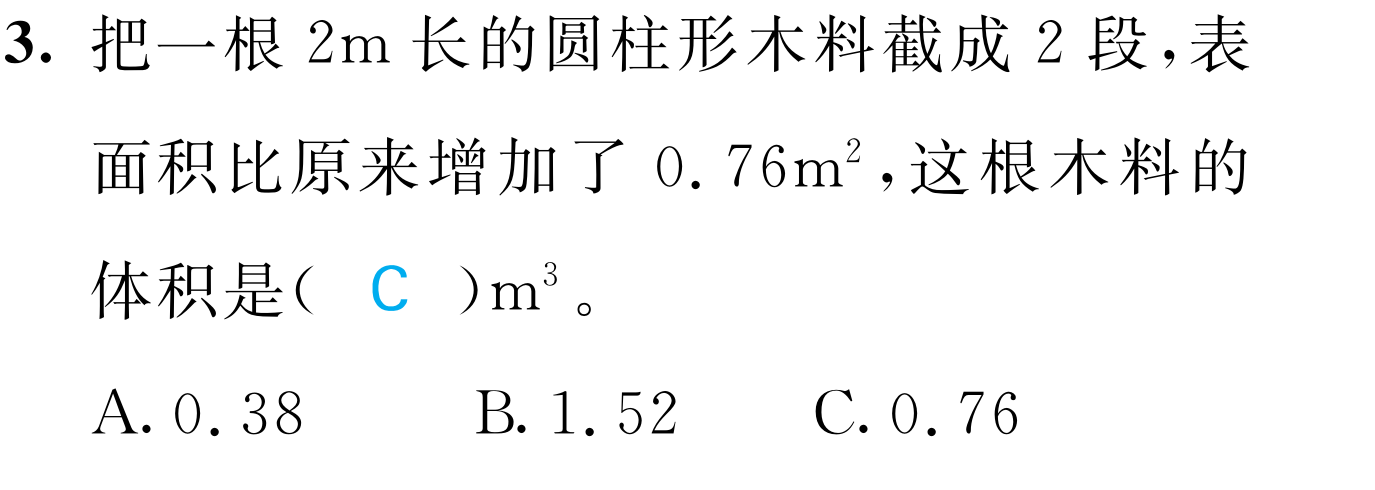 3. 把一根 2m 长的圆柱形木料截成 2 段,表
面积比原来增加了 0.76m²,这根木料的
体积是( C )m³。
A. 0.38 B. 1.52 C. 0.76